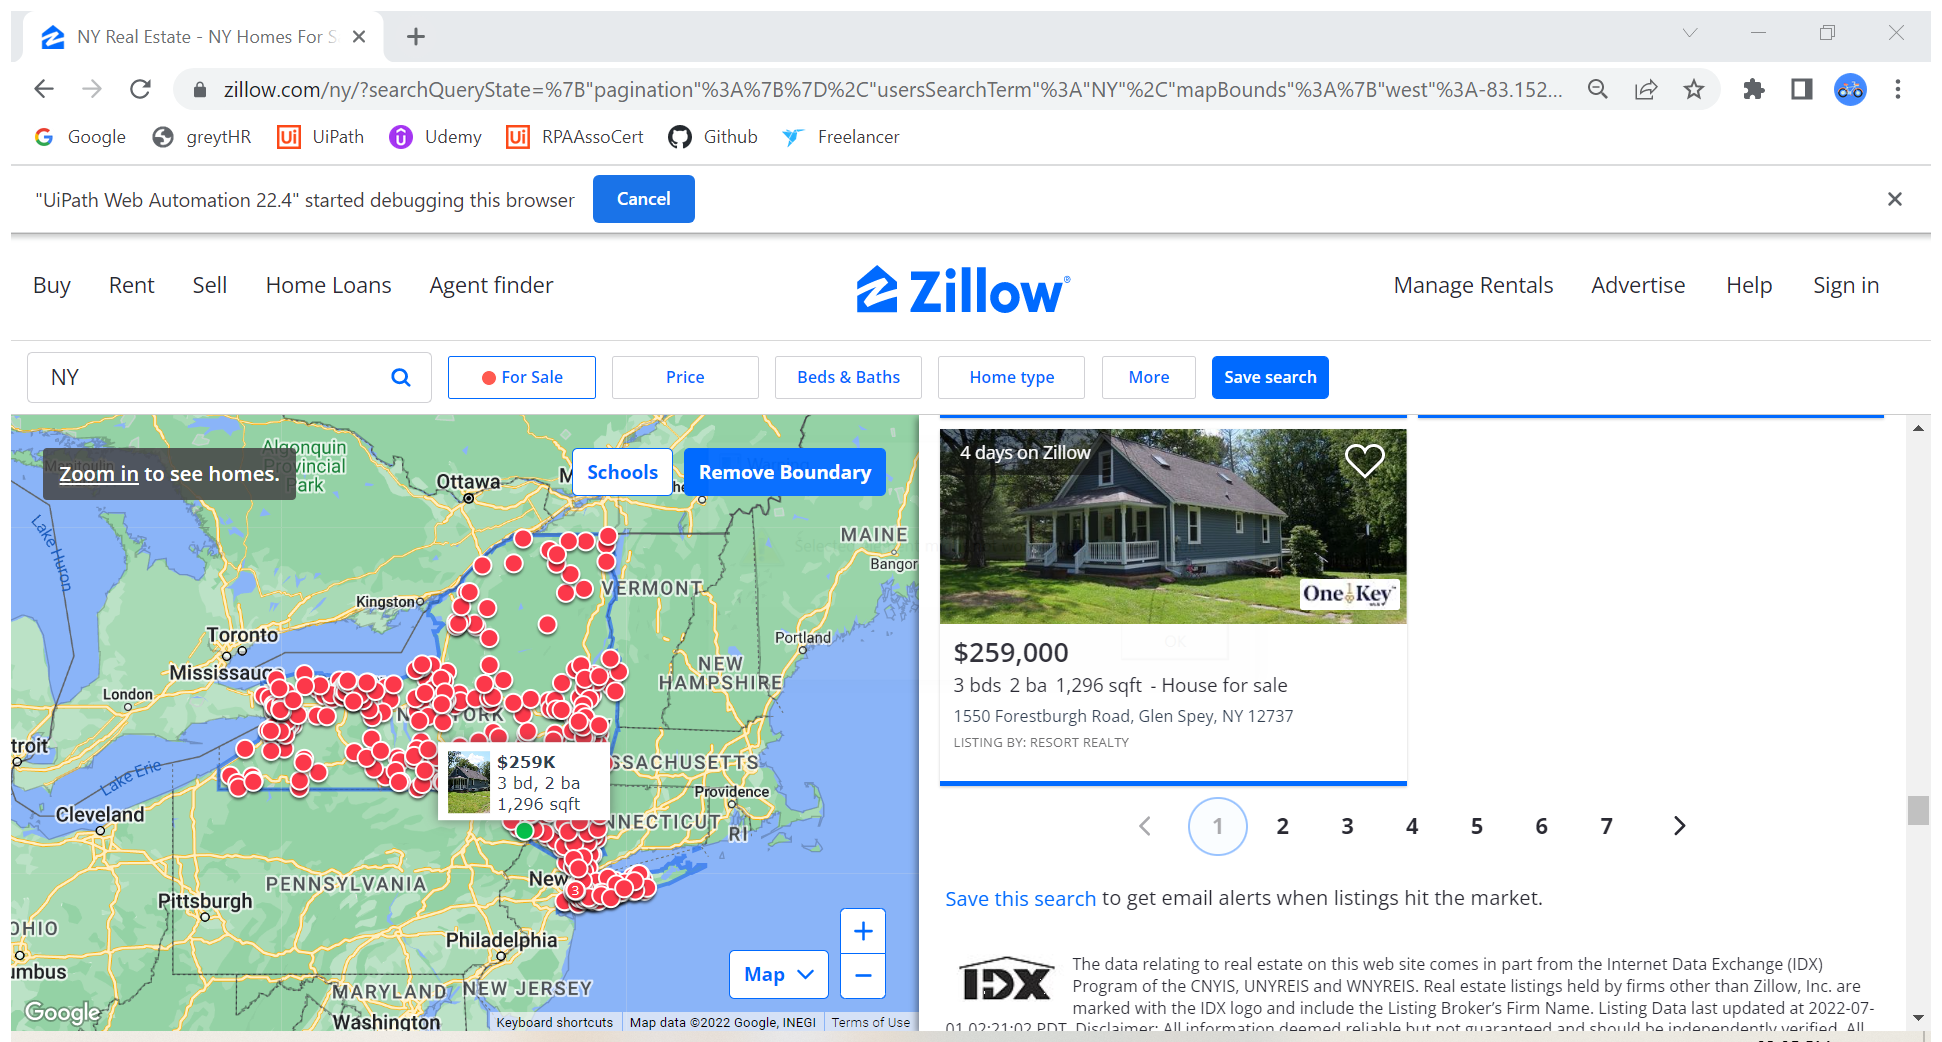 NY Real Estate - NY Homes For S
zillow.com/ny/?searchQueryState=%7B"pagination"%3A%7B%7D%2C"usersSearchTerm"%3A"NY"%2C"mapBounds"%3A%7B"west"%3A-83.152...
Google greytHR UiPath Udemy RPAAssoCert Github Freelancer
"UiPath Web Automation 22.4" started debugging this browser Cancel
Buy Rent Sell Home Loans Agent finder Zillow Manage Rentals Advertise Help Sign in
NY For Sale Price Beds & Baths Home type More Save search
Zoom in to see homes.
Schools Remove Boundary
Algonquin
Provincial
Park
Ottawa
MAINE
Bangor
Lake Huron
VERMONT
Kingston
Toronto
Portland
Mississaug
NEW
HAMPSHIRE
London
NEW YORK
troit
$259K
3 bd, 2 ba
1,296 sqft
SSACHUSETTS
Lake Erie
Providence
Cleveland
NNECTICUT
RI
PENNSYLVANIA
New
3
Pittsburgh
OHIO
Philadelphia
umbus
Map
+
−
MARYLAND
NEW JERSEY
Google
Washington
Keyboard shortcuts Map data ©2022 Google, INEGI Terms of Use
4 days on Zillow
One Key
$259,000
3 bds 2 ba 1,296 sqft - House for sale
1550 Forestburgh Road, Glen Spey, NY 12737
LISTING BY: RESORT REALTY
1 2 3 4 5 6 7
Save this search to get email alerts when listings hit the market.
IDX
The data relating to real estate on this web site comes in part from the Internet Data Exchange (IDX)
Program of the CNYIS, UNYREIS and WNYREIS. Real estate listings held by firms other than Zillow, Inc. are
marked with the IDX logo and include the Listing Broker's Firm Name. Listing Data last updated at 2022-07-
01 02:21:02 PDT. Disclaimer: All information deemed reliable but not guaranteed and should be independently verified. All